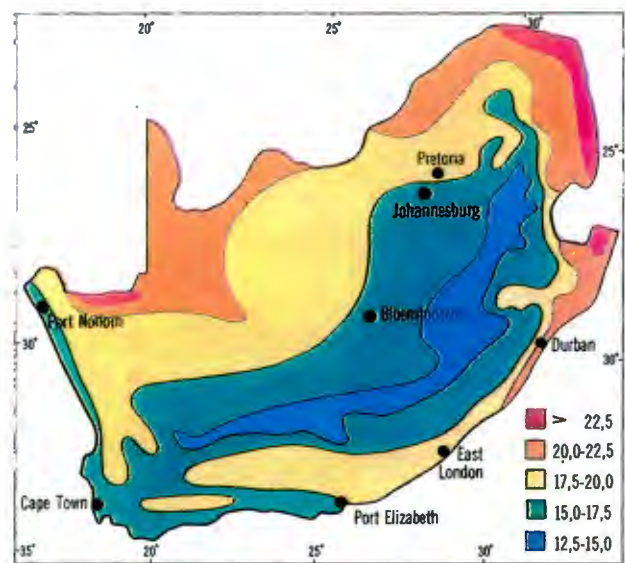 20° 25° 30°
25° 25°
Pretoria
Johannesburg
Port
30° 30°
Durban
> 22,5
20,0-22,5
East
London
17,5-20,0
Cape Town
Port Elizabeth
15,0-17,5
12,5-15,0
35° 20° 25° 30°